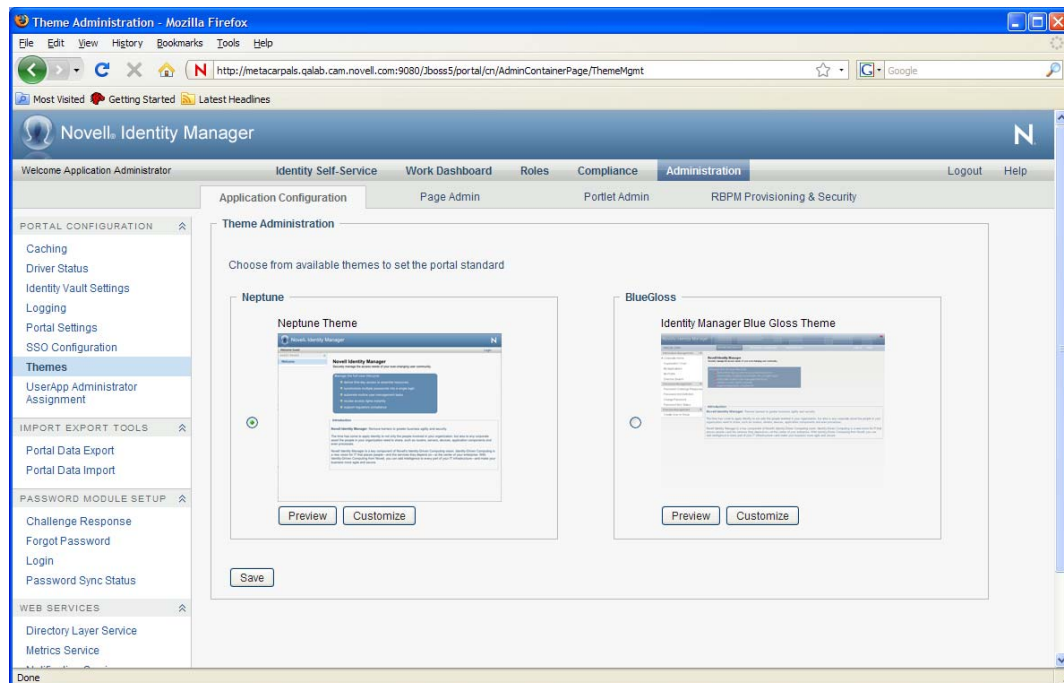 Theme Administration - Mozilla Firefox
File Edit View History Bookmarks Tools Help
http://metacarpals.qalab.cam.novell.com:9080/Jboss5/portal/cn/AdminContainerPage/ThemeMgmt
Google
Most Visited Getting Started Latest Headlines
Novell® Identity Manager
N
Welcome Application Administrator
Identity Self-Service Work Dashboard Roles Compliance Administration Logout Help
Application Configuration Page Admin Portlet Admin RBPM Provisioning & Security
PORTAL CONFIGURATION
Caching
Driver Status
Identity Vault Settings
Logging
Portal Settings
SSO Configuration
Themes
UserApp Administrator
Assignment
IMPORT EXPORT TOOLS
Portal Data Export
Portal Data Import
PASSWORD MODULE SETUP
Challenge Response
Forgot Password
Login
Password Sync Status
WEB SERVICES
Directory Layer Service
Metrics Service
Theme Administration
Choose from available themes to set the portal standard
Neptune
Neptune Theme
Novell Identity Manager
Preview Customize
BlueGloss
Identity Manager Blue Gloss Theme
Preview Customize
Save
Done